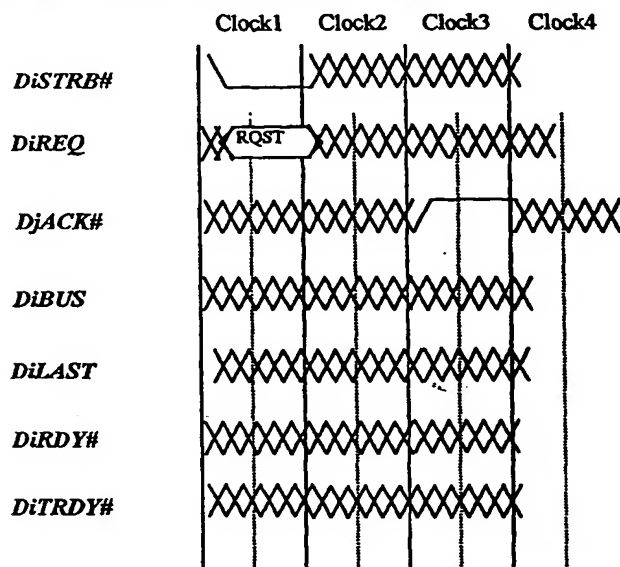 Clock1 Clock2 Clock3 Clock4
DiSTRB#
DiREQ RQST
DjACK#
DiBUS
DiLAST
DiRDY#
DiTRDY#